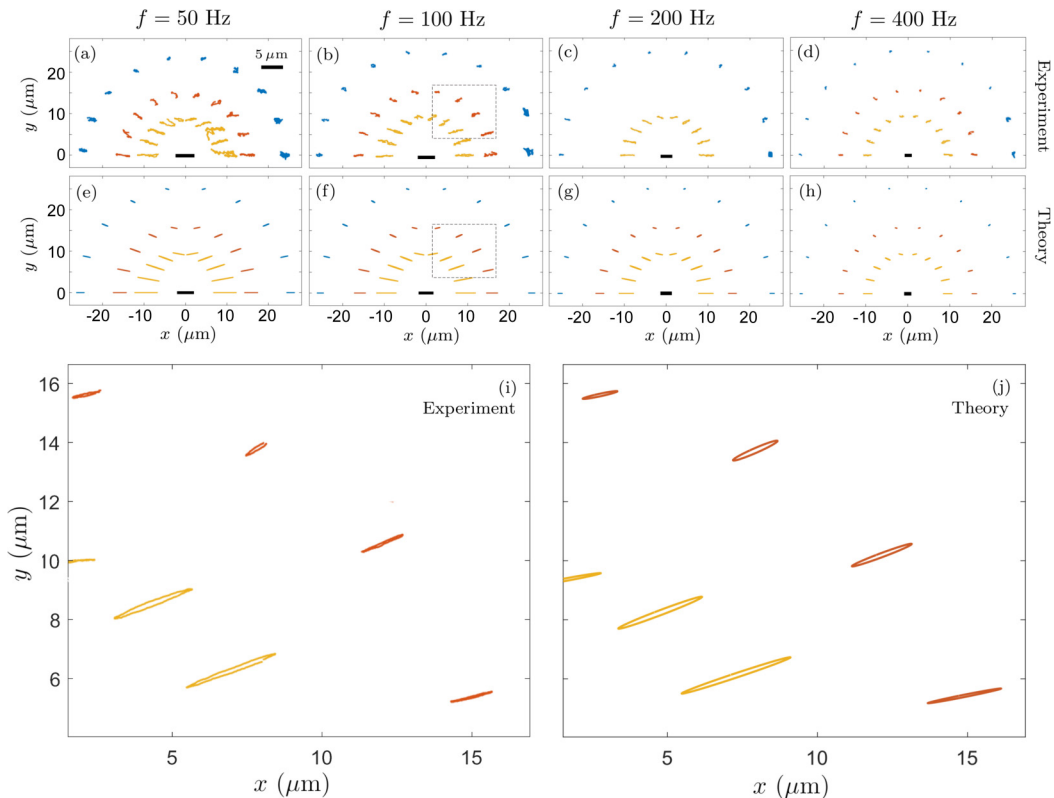 f = 50 Hz f = 100 Hz f = 200 Hz f = 400 Hz
(a) 5 μm (b) (c) (d)
20
10
0
y (μm)
Experiment
(e) (f) (g) (h)
20
10
0
y (μm)
Theory
-20 -10 0 10 20 -20 -10 0 10 20 -20 -10 0 10 20 -20 -10 0 10 20
x (μm) x (μm) x (μm) x (μm)
16
14
12
10
8
6
y (μm)
(i)
Experiment
5 10 15
x (μm)
(j)
Theory
5 10 15
x (μm)